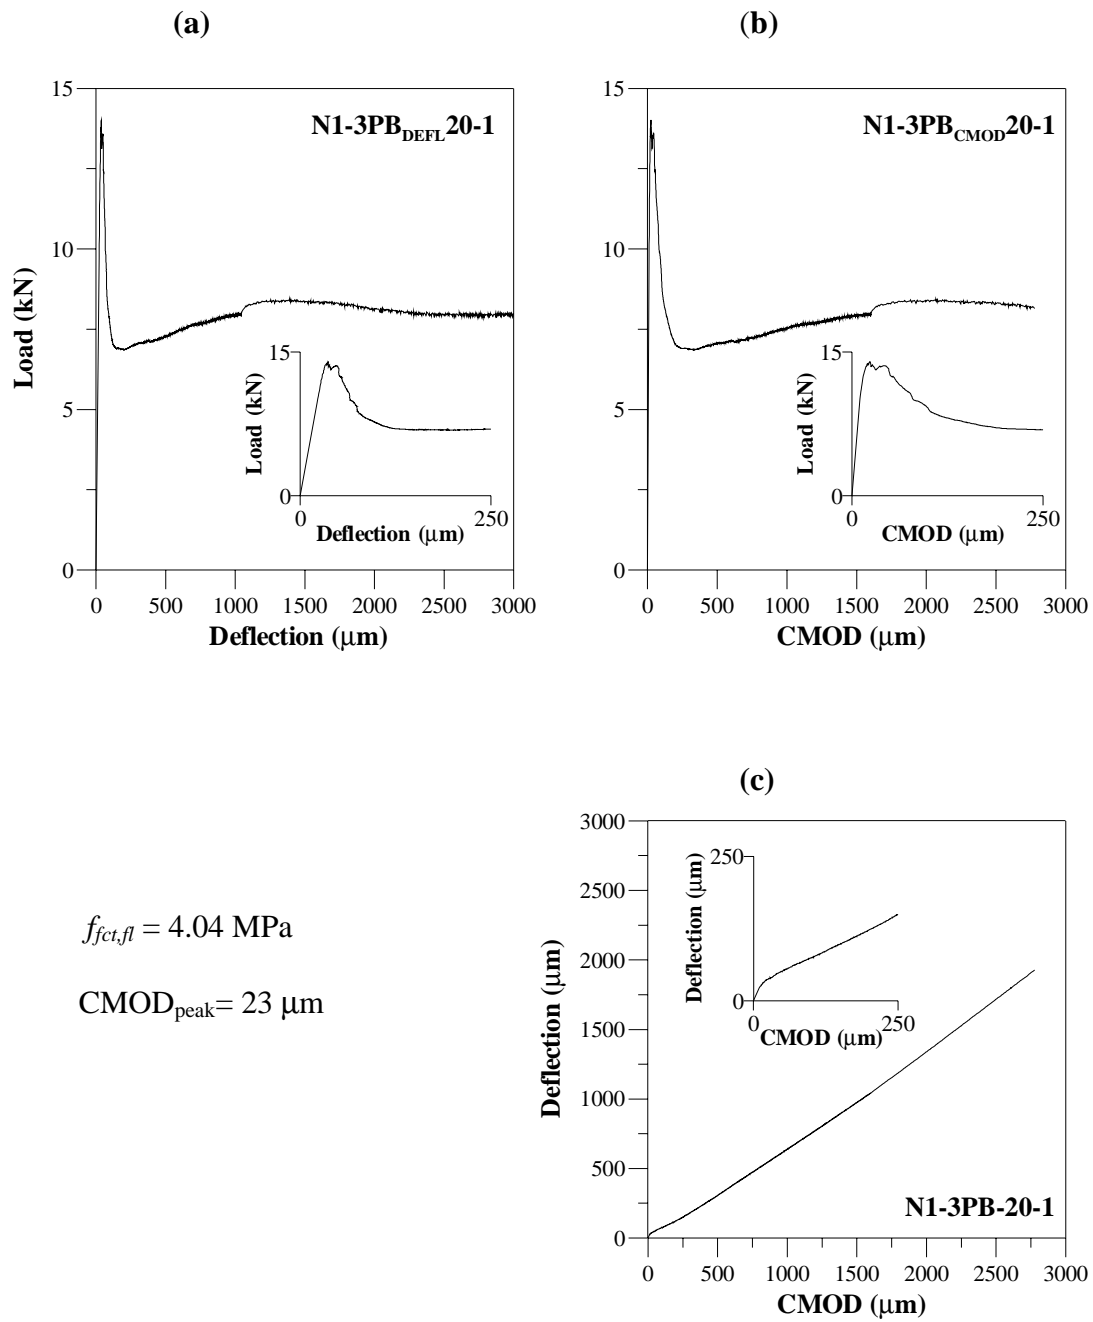 (a)
15
10
5
0
Load (kN)
N1-3PB_DEFL20-1
15
0
Load (kN)
0 250
Deflection (μm)
0 500 1000 1500 2000 2500 3000
Deflection (μm)
(b)
15
10
5
0
N1-3PB_CMOD20-1
15
0
Load (kN)
0 250
CMOD (μm)
0 500 1000 1500 2000 2500 3000
CMOD (μm)
f_fct,fl = 4.04 MPa
CMOD_peak= 23 μm
(c)
3000
2500
2000
1500
1000
500
0
Deflection (μm)
250
0
Deflection (μm)
0 250
CMOD (μm)
N1-3PB-20-1
0 500 1000 1500 2000 2500 3000
CMOD (μm)